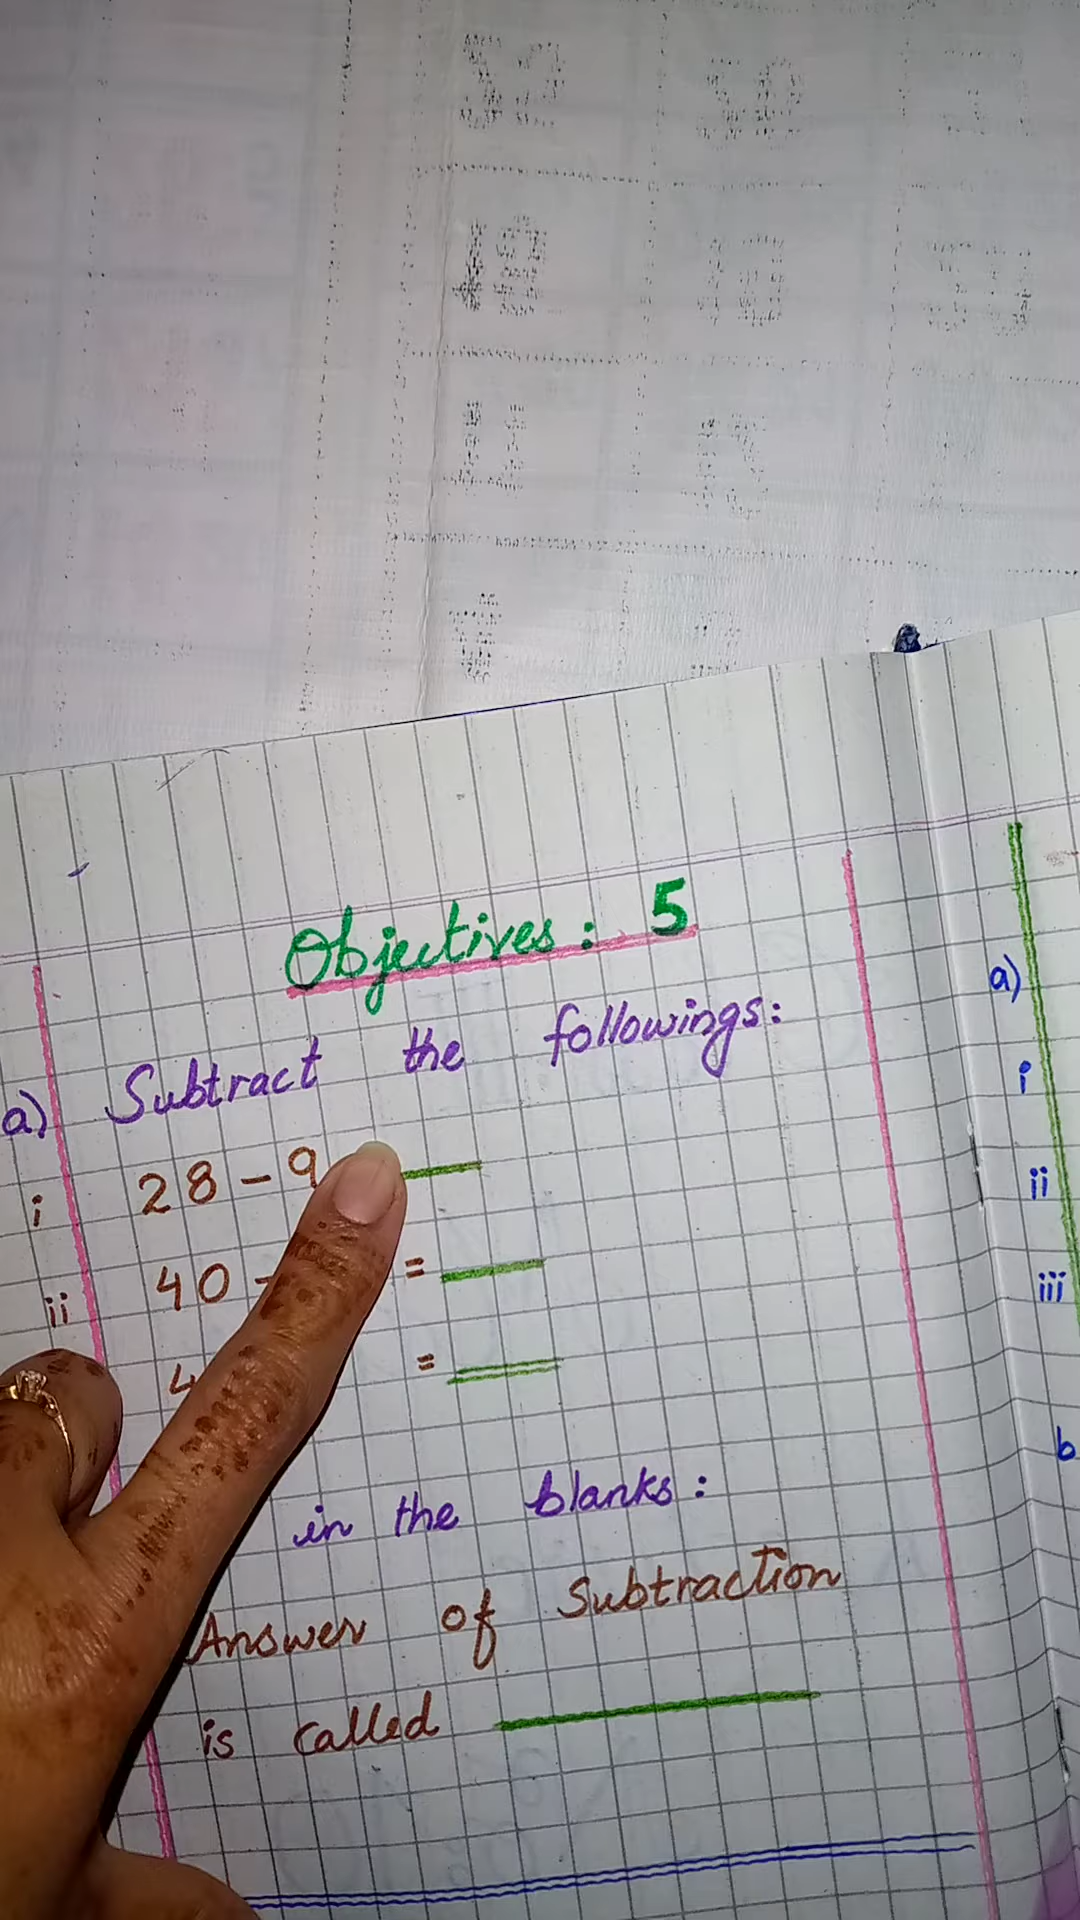 Objectives: 5
a) Subtract the followings:
i 28 - 9
ii 40 - =
4 =
in the blanks:
Answer of Subtraction
is called
a)
i
ii
iii
b